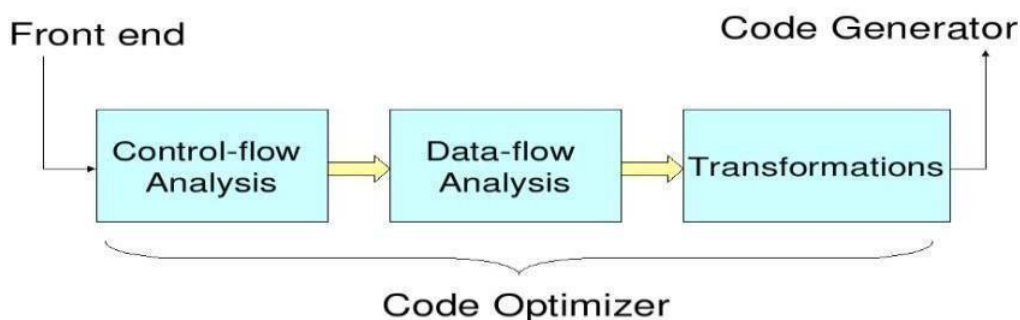 Front end
Code Generator
Control-flow
Analysis
Data-flow
Analysis
Transformations
Code Optimizer